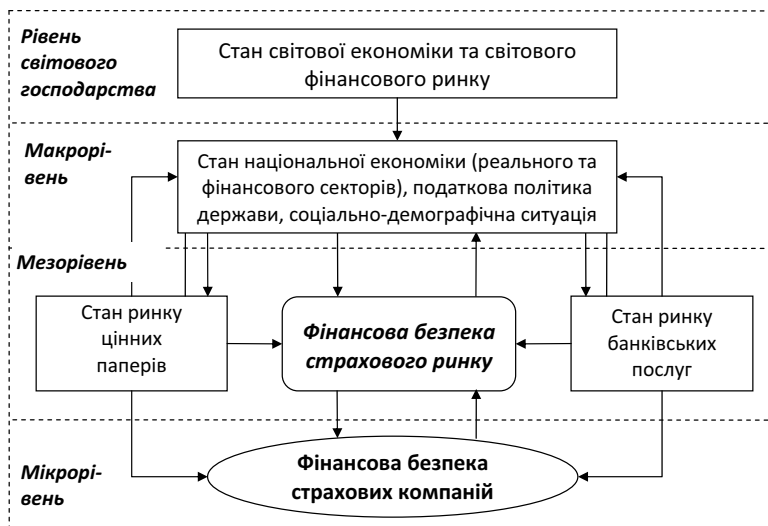 Рівень
світового
господарства
Стан світової економіки та світового
фінансового ринку
Макрорі-
вень
Стан національної економіки (реального та
фінансового секторів), податкова політика
держави, соціально-демографічна ситуація
Мезорівень
Стан ринку
цінних
паперів
Фінансова безпека
страхового ринку
Стан ринку
банківських
послуг
Мікрорі-
вень
Фінансова безпека
страхових компаній